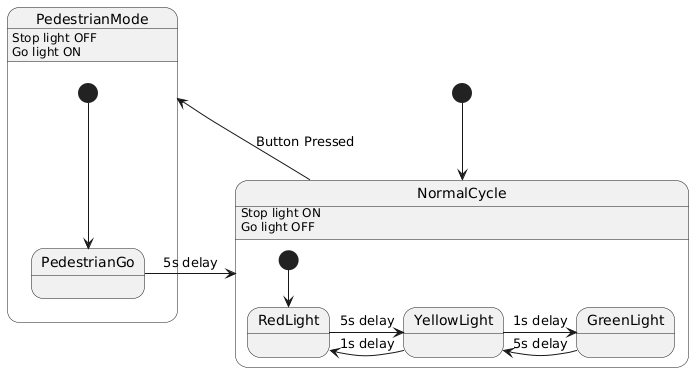 PedestrianMode
Stop light OFF
Go light ON
Button Pressed
NormalCycle
Stop light ON
Go light OFF
PedestrianGo
5s delay
RedLight
5s delay
1s delay
YellowLight
1s delay
5s delay
GreenLight